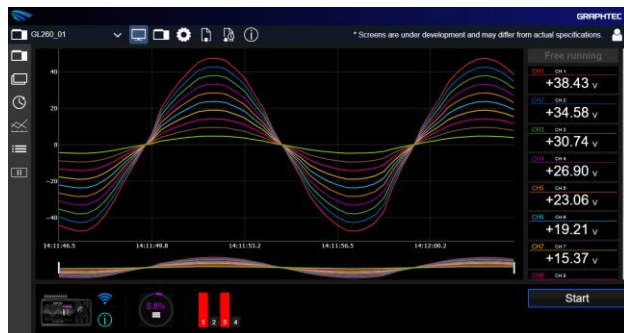 GRAPHTEC
GL260_01
* Screens are under development and may differ from actual specifications.
Free running
CH1 CH 1
+38.43 V
CH2 CH 2
+34.58 V
CH3 CH 3
+30.74 V
CH4 CH 4
+26.90 V
CH5 CH 5
+23.06 V
CH6 CH 6
+19.21 V
CH7 CH 7
+15.37 V
CH8 CH 8
40
20
0
-20
-40
14:11:46.5 14:11:49.8 14:11:53.2 14:11:56.5 14:12:00.2
5.6%
1 2 3 4
Start